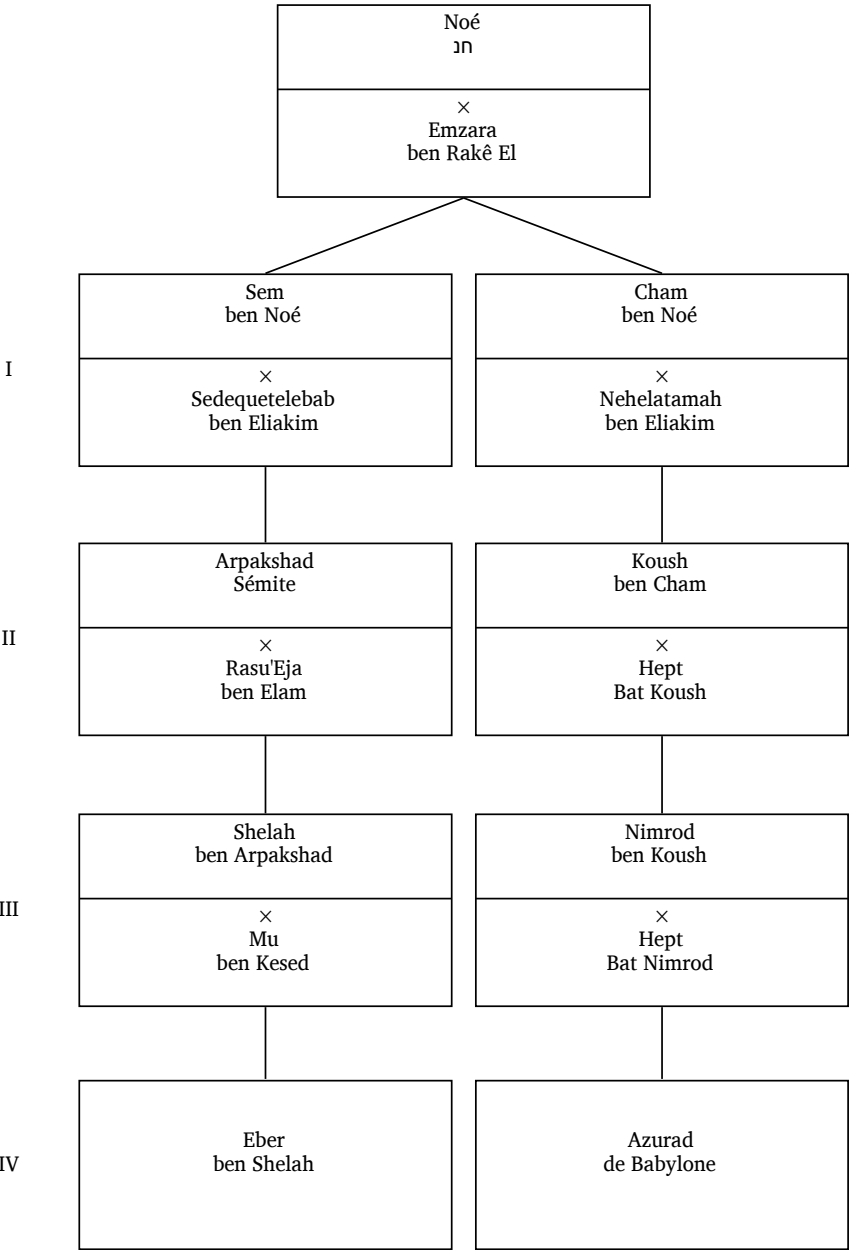 Noé
נח
×
Emzara
ben Rakê El
Sem
ben Noé
Cham
ben Noé
I
×
Sedequetelebab
ben Eliakim
×
Nehelatamah
ben Eliakim
Arpakshad
Sémite
Koush
ben Cham
II
×
Rasu'Eja
ben Elam
×
Hept
Bat Koush
Shelah
ben Arpakshad
Nimrod
ben Koush
III
×
Mu
ben Kesed
×
Hept
Bat Nimrod
IV
Eber
ben Shelah
Azurad
de Babylone